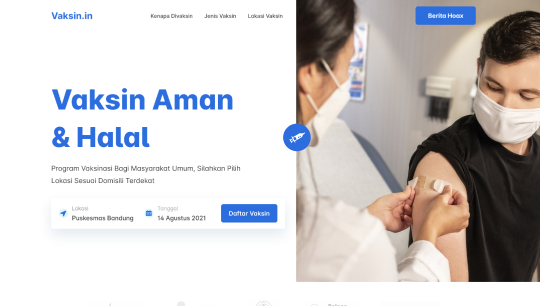 Vaksin.in
Kenapa Divaksin
Jenis Vaksin
Lokasi Vaksin
Berita Hoax
Vaksin Aman
& Halal
Program Vaksinasi Bagi Masyarakat Umum, Silahkan Pilih
Lokasi Sesuai Domisili Terdekat
Lokasi
Puskesmas Bandung
Tanggal
14 Agustus 2021
Daftar Vaksin